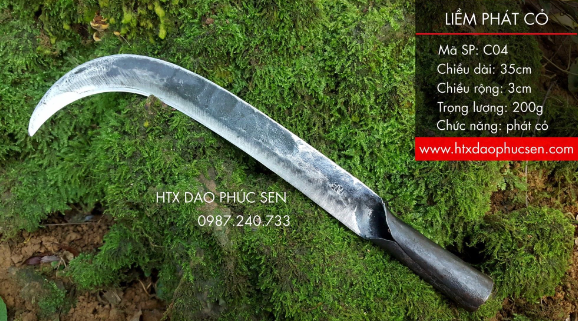 LIỀM PHÁT CỎ
Mã SP: C04
Chiều dài: 35cm
Chiều rộng: 3cm
Trọng lượng: 200g
Chức năng: phát cỏ
www.htxdaophucsen.com
HTX DAO PHÚC SEN
0987.240.733